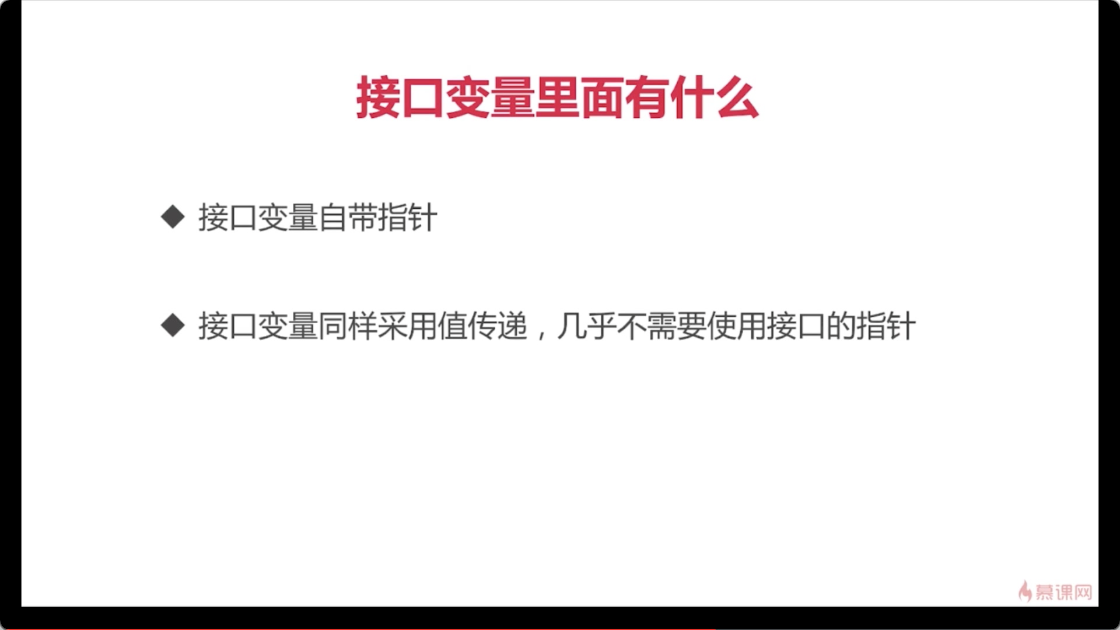 接口变量里面有什么
◆ 接口变量自带指针
◆ 接口变量同样采用值传递，几乎不需要使用接口的指针
慕课网